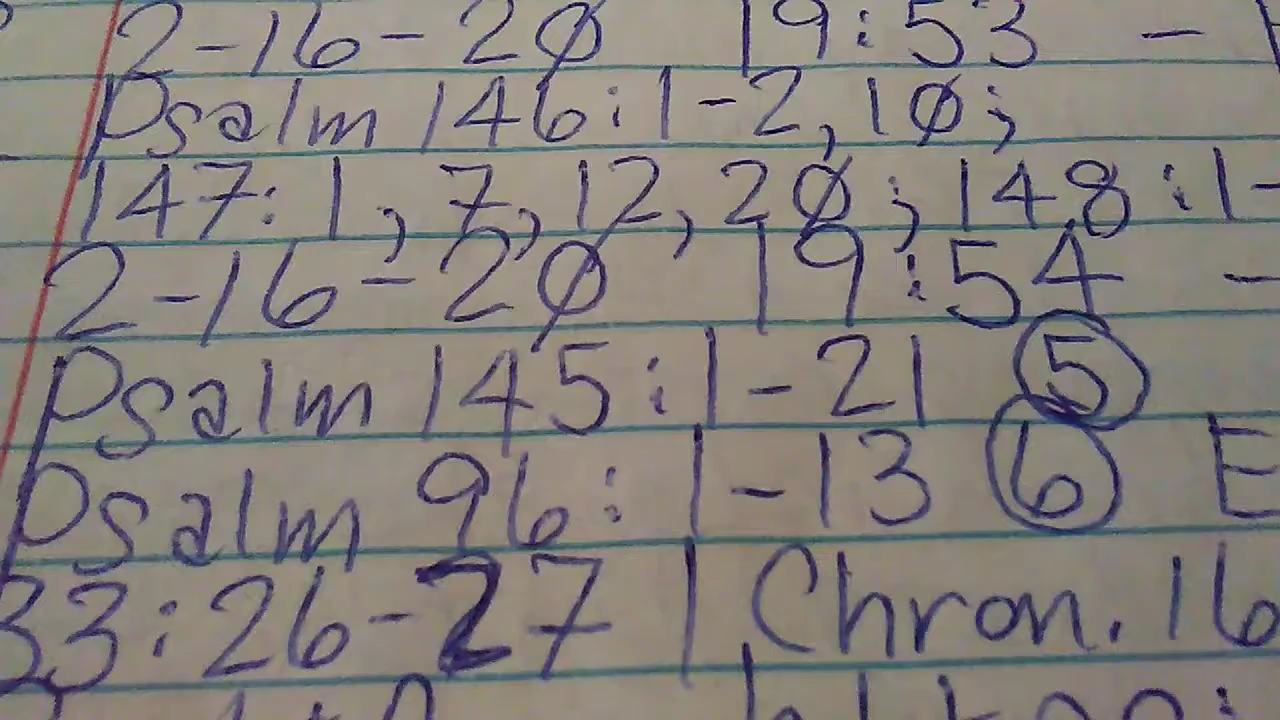 2-16-2Ø 19:53 -
Psalm 146:1-2, 1Ø;
147:1, 7, 12, 2Ø; 148:1-
2-16-2Ø 19:54 -
Psalm 145:1-21 5
Psalm 96:1-13 6 E
33:26-27 1 Chron. 16